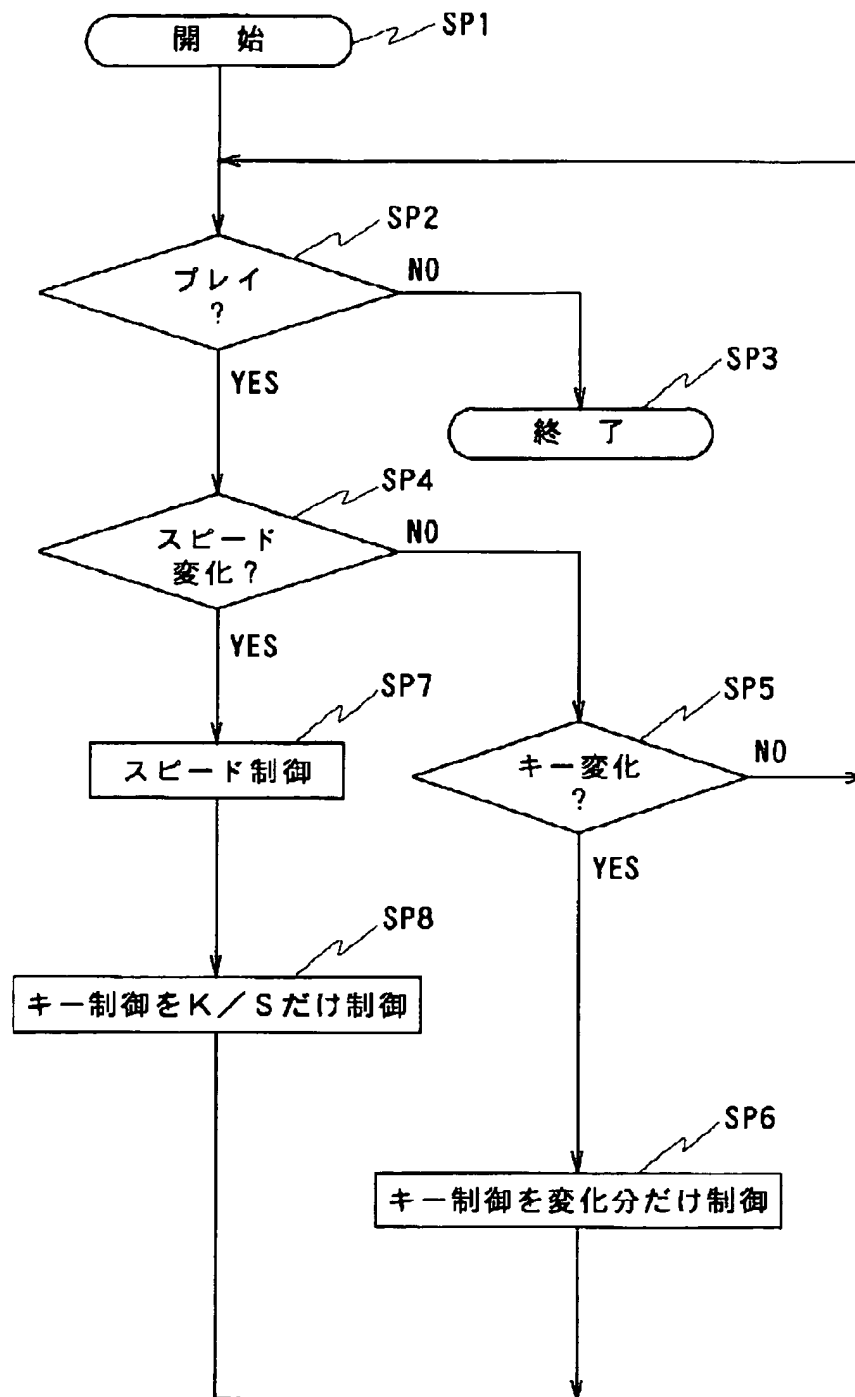 開 始
SP1
SP2
プレイ
?
NO
YES
SP3
終 了
SP4
スピード
変化?
NO
YES
SP7
スピード制御
SP5
キー変化
?
NO
YES
SP8
キー制御をK/Sだけ制御
SP6
キー制御を変化分だけ制御